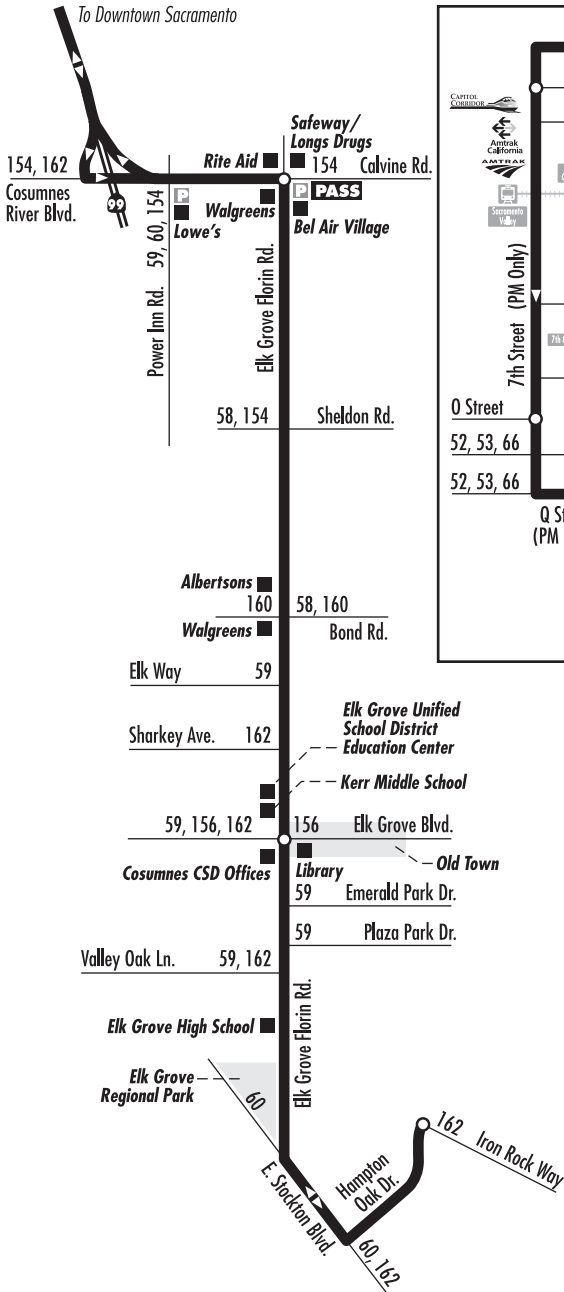 To Downtown Sacramento
154, 162
Cosumnes
River Blvd.
99
Rite Aid
Safeway/
Longs Drugs
154 Calvine Rd.
P
Lowe's
Walgreens
P PASS
Bel Air Village
Power Inn Rd. 59, 60, 154
Elk Grove Florin Rd.
58, 154 Sheldon Rd.
Albertsons
160 58, 160
Walgreens
Bond Rd.
Elk Way 59
Sharkey Ave. 162
Elk Grove Unified
School District
Education Center
Kerr Middle School
59, 156, 162 156 Elk Grove Blvd.
Cosumnes CSD Offices
Library
Old Town
59 Emerald Park Dr.
59 Plaza Park Dr.
Valley Oak Ln. 59, 162
Elk Grove High School
Elk Grove Florin Rd.
Elk Grove
Regional Park
60
E. Stockton Blvd.
Hampton
Oak Dr.
162 Iron Rock Way
60, 162
CAPITOL
CORRIDOR
Amtrak
California
AMTRAK
Sacramento
Valley
7th Street (PM Only)
7th
O Street
52, 53, 66
52, 53, 66
Q St
(PM